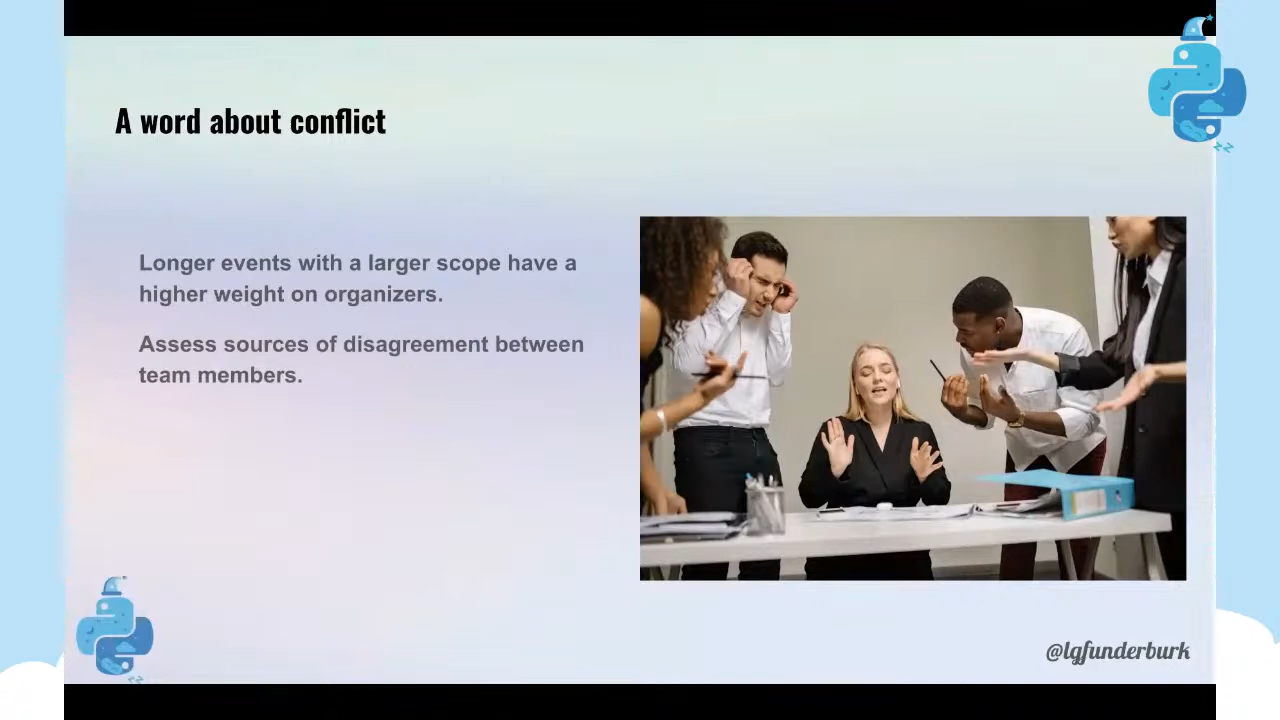 A word about conflict
Longer events with a larger scope have a
higher weight on organizers.
Assess sources of disagreement between
team members.
@lgfunderburk